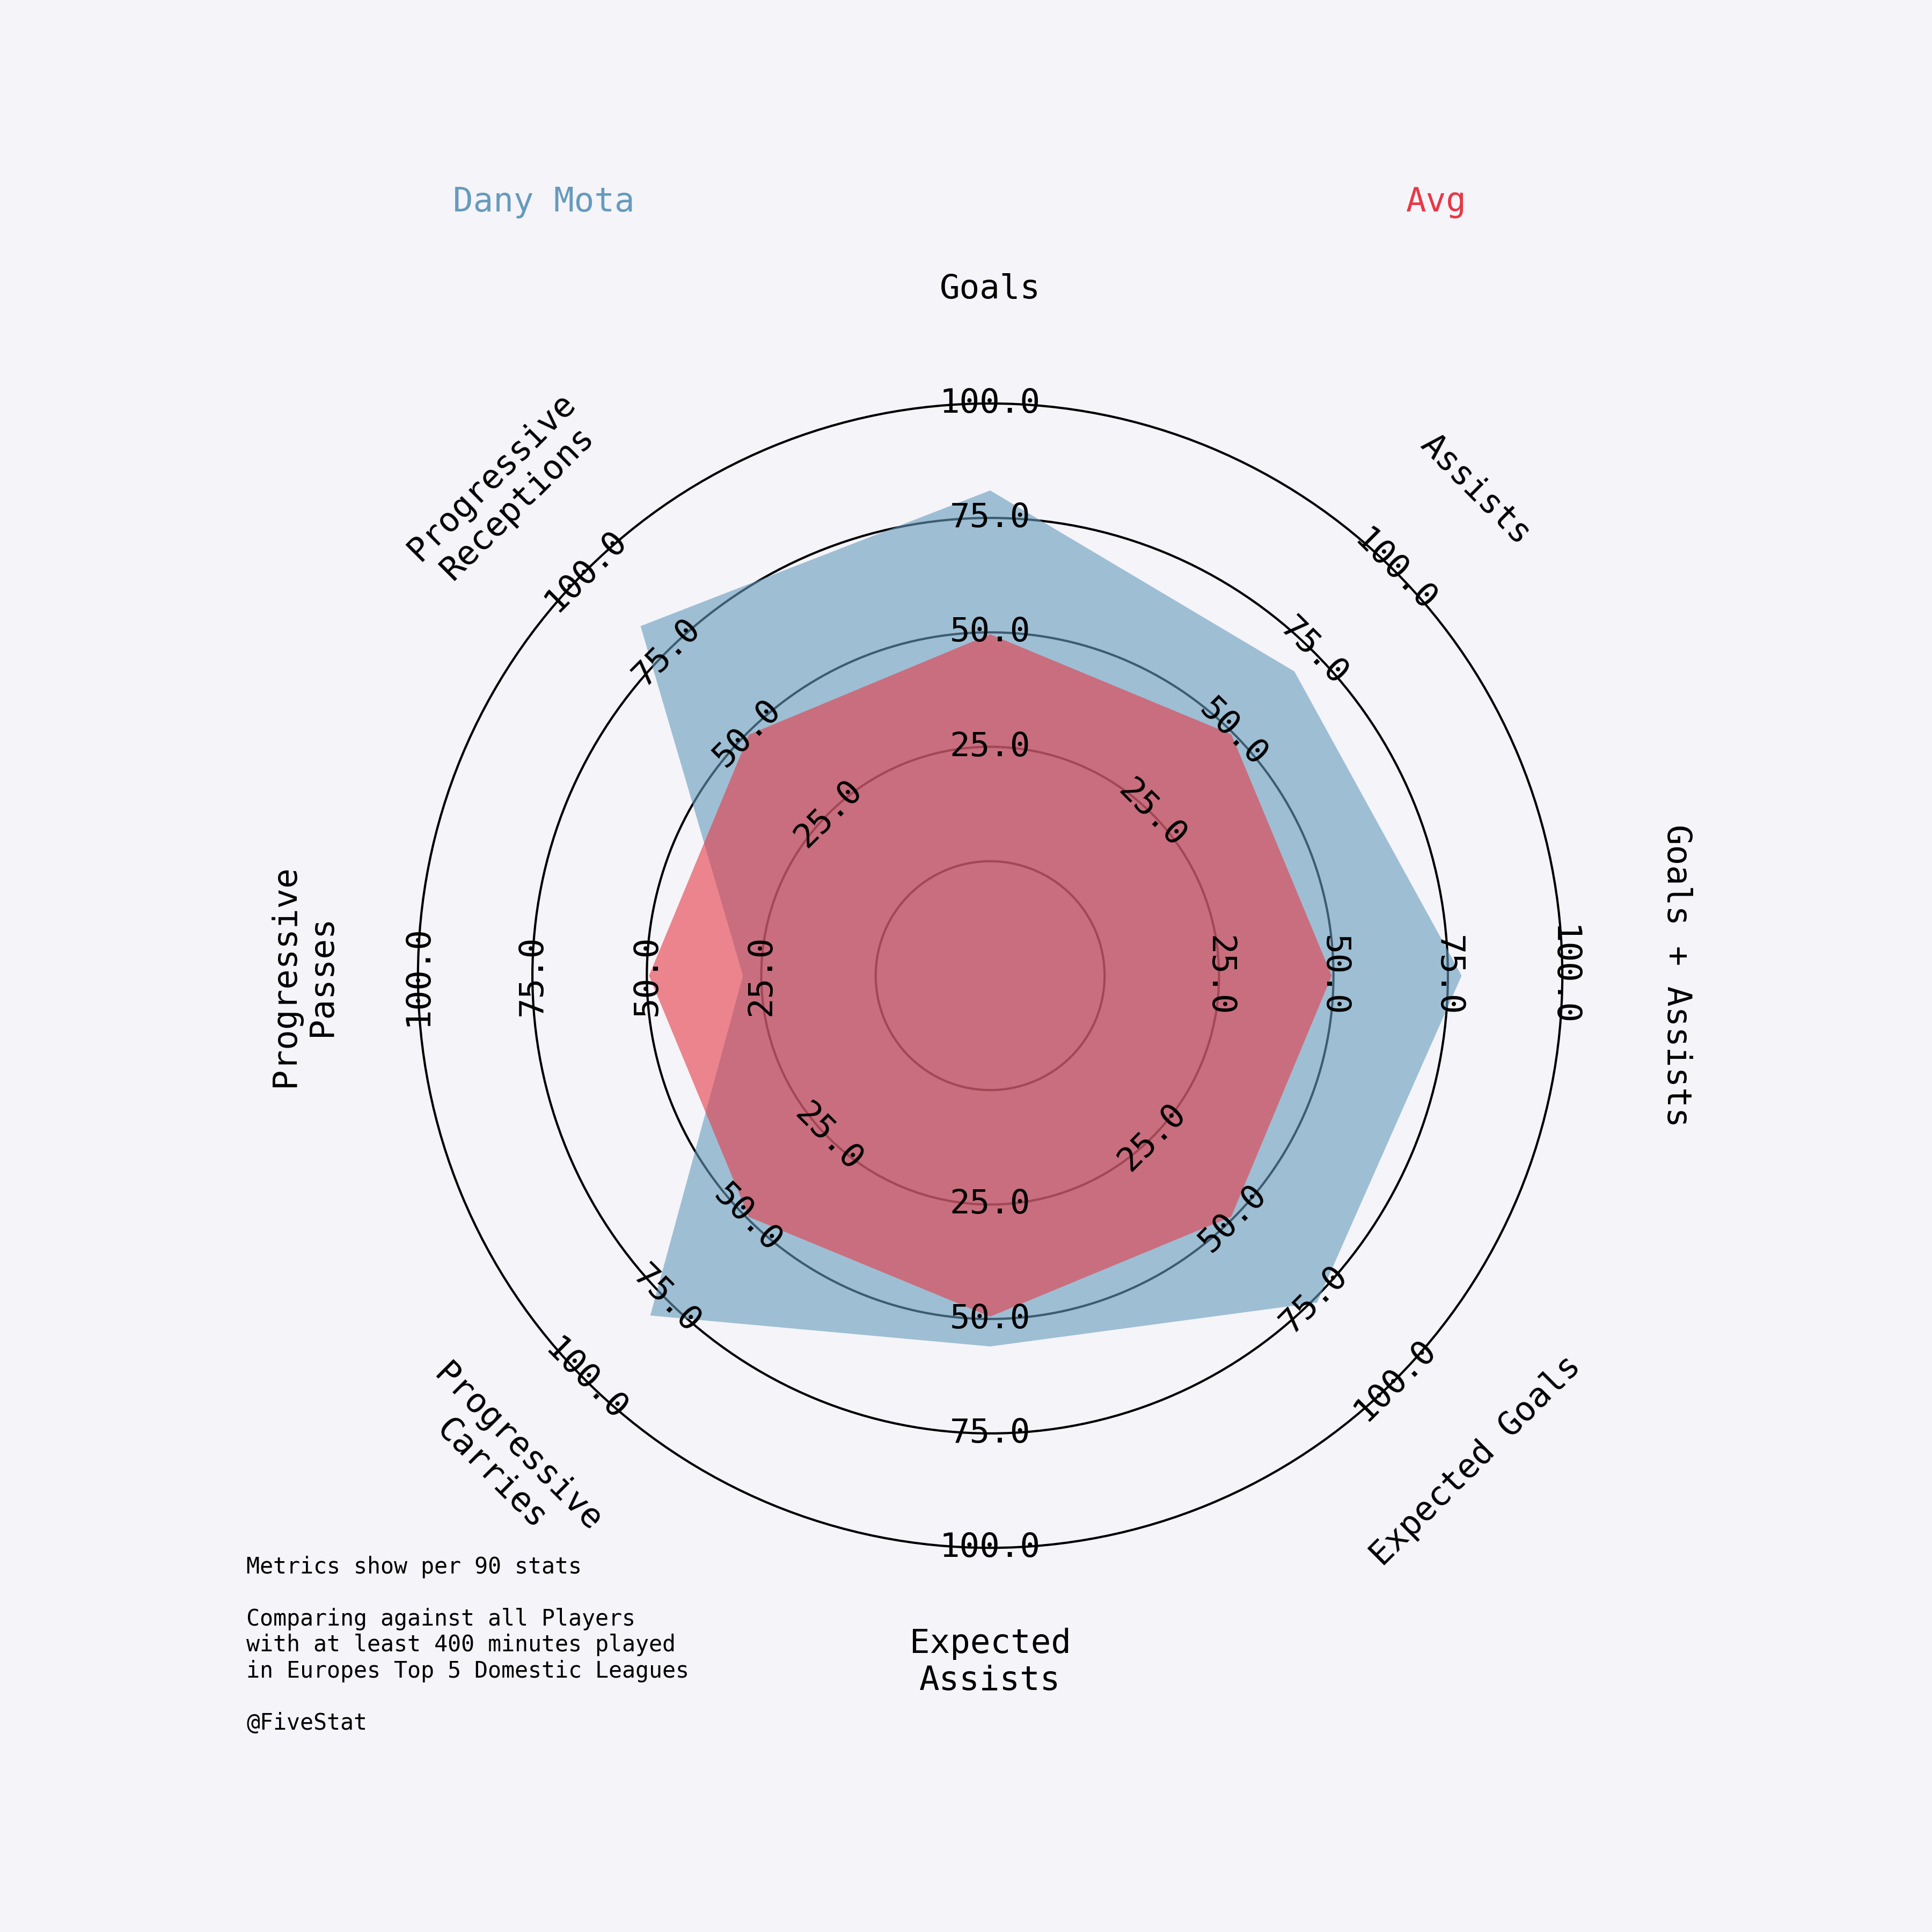 Dany Mota
Avg
Goals
Assists
Goals + Assists
Expected Goals
Expected
Assists
Progressive
Carries
Progressive
Passes
Progressive
Receptions
25.0
50.0
75.0
100.0
25.0
50.0
75.0
100.0
25.0
50.0
75.0
100.0
25.0
50.0
75.0
100.0
25.0
50.0
75.0
100.0
25.0
50.0
75.0
100.0
25.0
50.0
75.0
100.0
25.0
50.0
75.0
100.0
Metrics show per 90 stats
Comparing against all Players
with at least 400 minutes played
in Europes Top 5 Domestic Leagues
@FiveStat